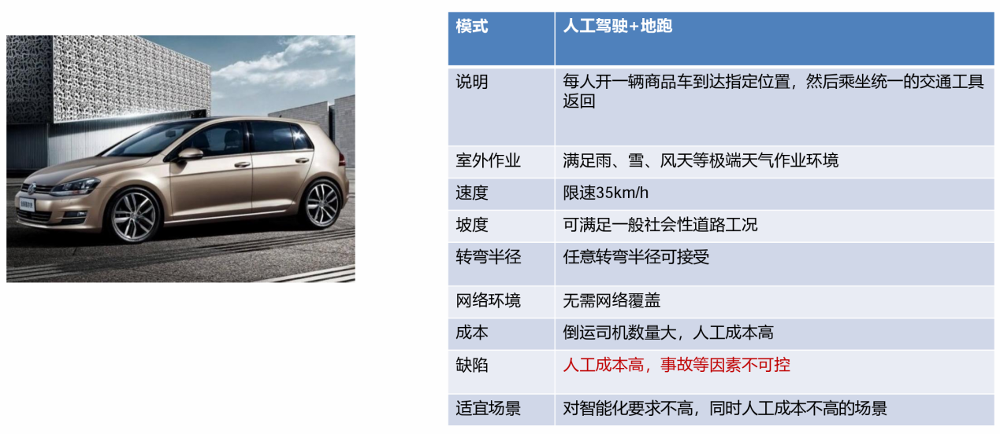 模式 人工驾驶+地跑
说明 每人开一辆商品车到达指定位置，然后乘坐统一的交通工具
返回
室外作业 满足雨、雪、风天等极端天气作业环境
速度 限速35km/h
坡度 可满足一般社会性道路工况
转弯半径 任意转弯半径可接受
网络环境 无需网络覆盖
成本 倒运司机数量大，人工成本高
缺陷 人工成本高，事故等因素不可控
适宜场景 对智能化要求不高，同时人工成本不高的场景